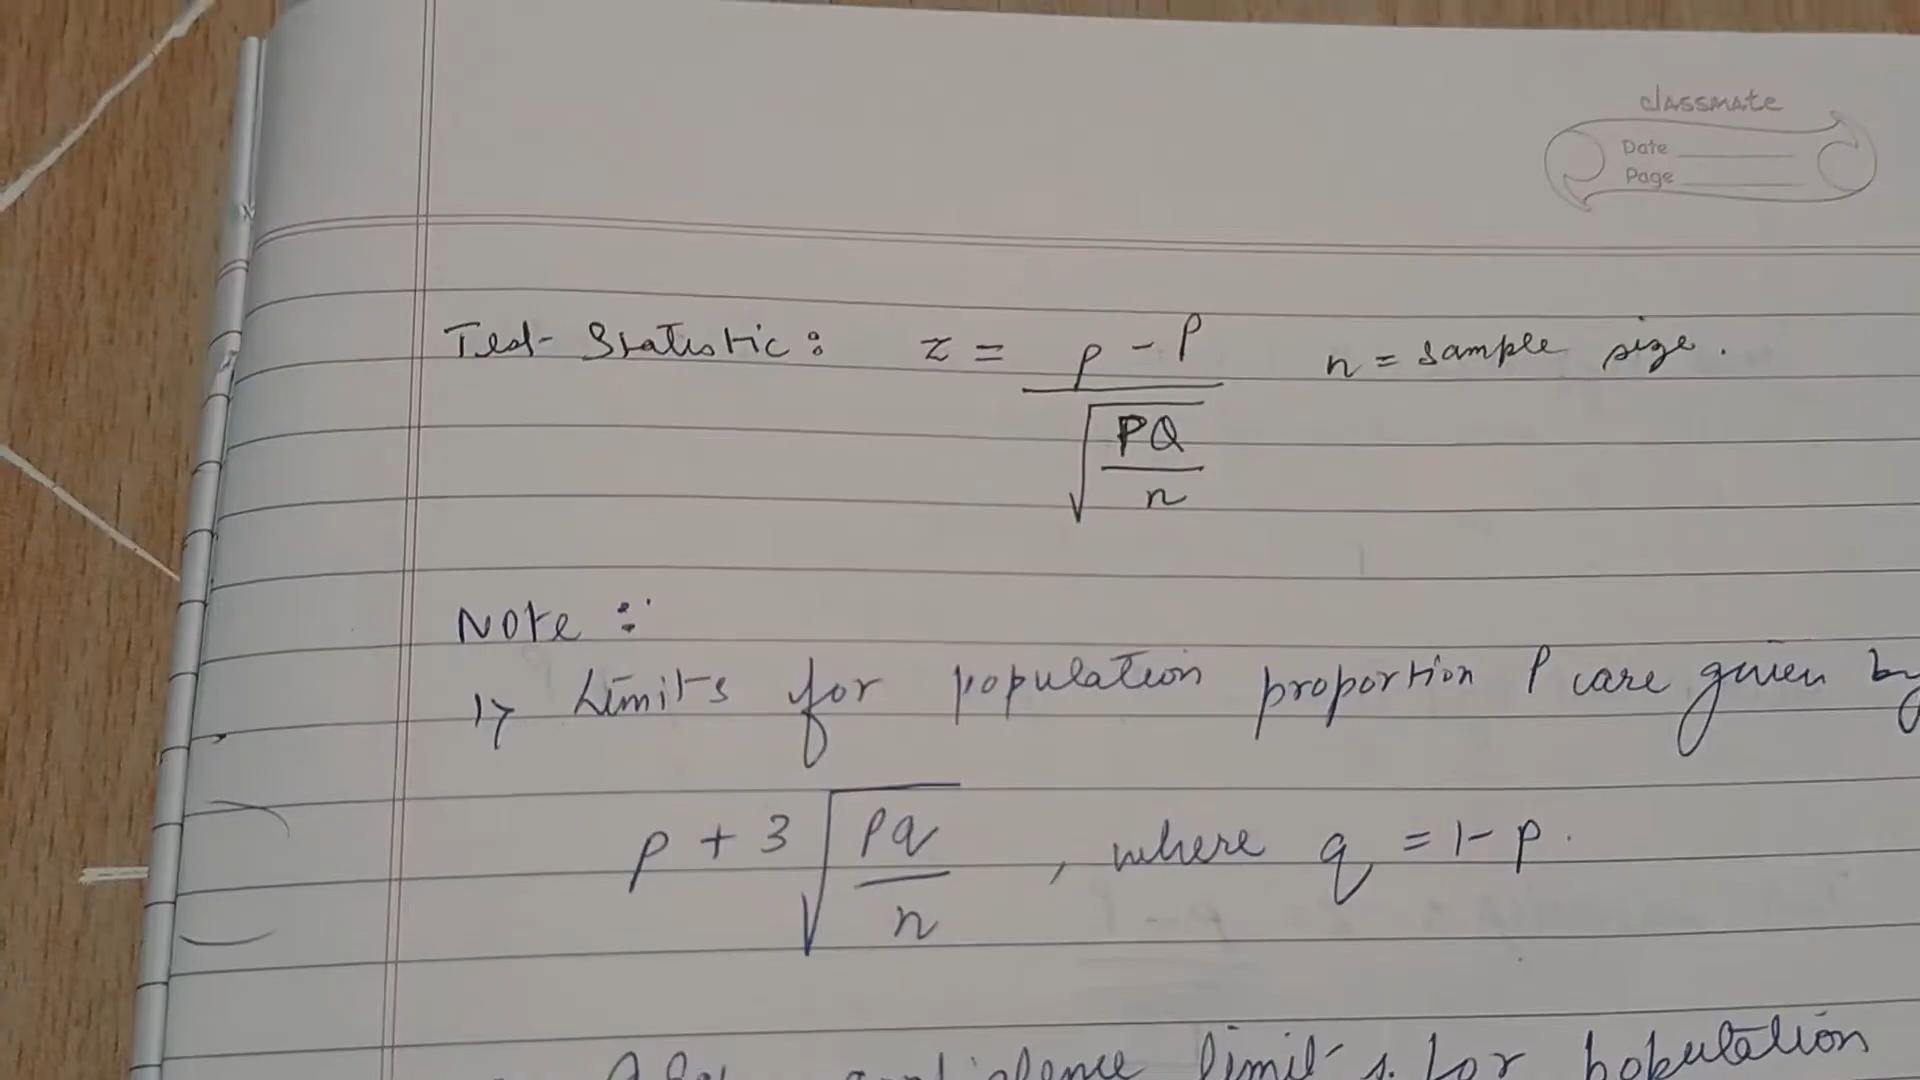 classmate
Date
Page
Test Statistic: z = p - P / √(PQ/n)   n = sample size.
Note :
1) Limits for population proportion P are given by
p + 3 √(pq/n) , where q = 1 - p.
limits for population